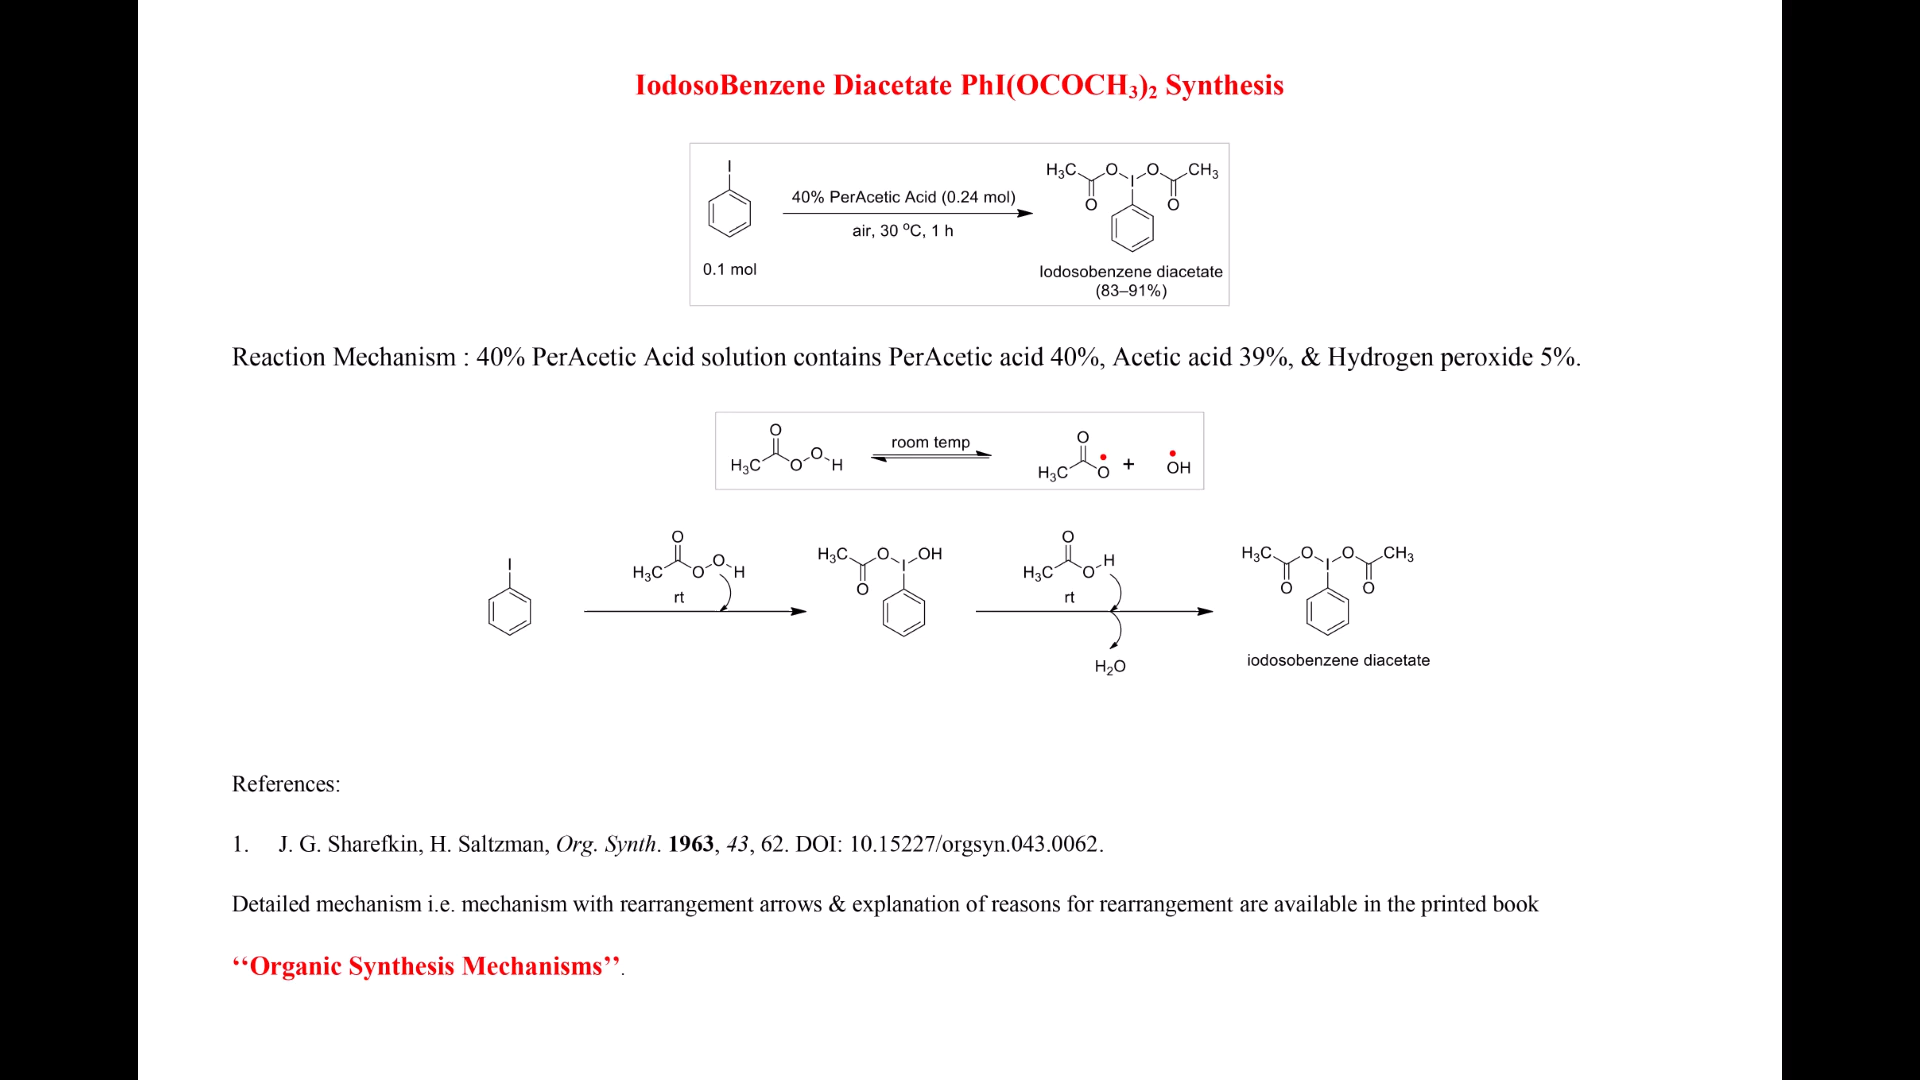 IodosoBenzene Diacetate PhI(OCOCH₃)₂ Synthesis
I
40% PerAcetic Acid (0.24 mol)
air, 30 ºC, 1 h
0.1 mol
H₃C O I O CH₃
O O
Iodosobenzene diacetate
(83–91%)
Reaction Mechanism : 40% PerAcetic Acid solution contains PerAcetic acid 40%, Acetic acid 39%, & Hydrogen peroxide 5%.
O
H₃C O O H
room temp
O
H₃C O + OH
I
O
H₃C O O H
rt
H₃C O I OH
O
O
H₃C O H
rt
H₂O
H₃C O I O CH₃
O O
iodosobenzene diacetate
References:
1. J. G. Sharefkin, H. Saltzman, Org. Synth. 1963, 43, 62. DOI: 10.15227/orgsyn.043.0062.
Detailed mechanism i.e. mechanism with rearrangement arrows & explanation of reasons for rearrangement are available in the printed book
‘‘Organic Synthesis Mechanisms’’.